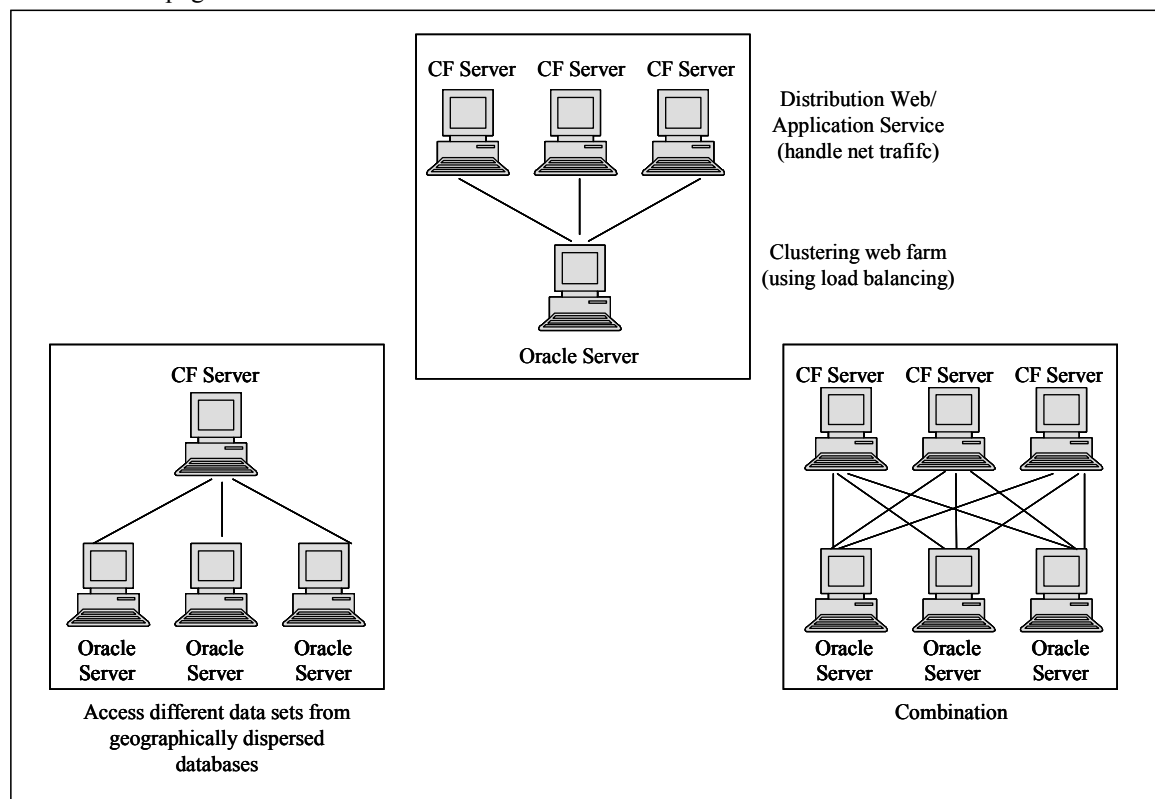 CF Server CF Server CF Server
Distribution Web/
Application Service
(handle net trafifc)
Clustering web farm
(using load balancing)
Oracle Server
CF Server
Oracle Server Oracle Server Oracle Server
Access different data sets from
geographically dispersed
databases
CF Server CF Server CF Server
Oracle Server Oracle Server Oracle Server
Combination